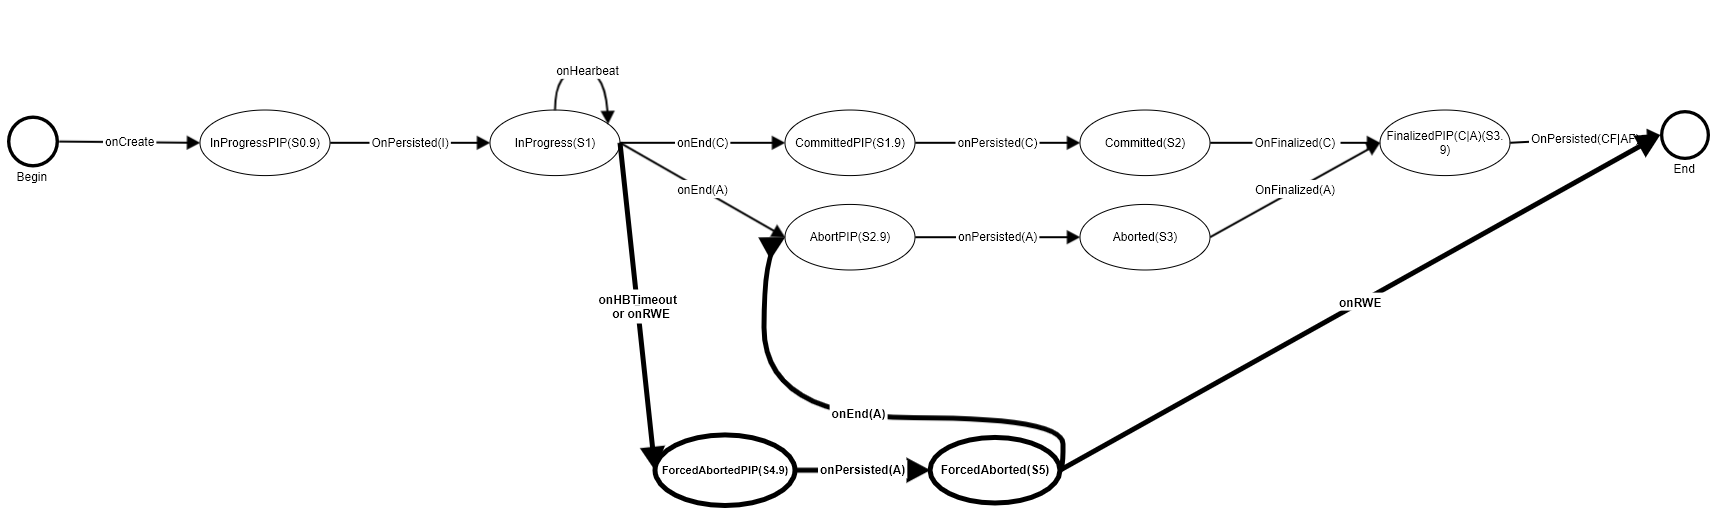 onHearbeat
onCreate
InProgressPIP(S0.9)
OnPersisted(I)
InProgress(S1)
onEnd(C)
CommittedPIP(S1.9)
onPersisted(C)
Committed(S2)
OnFinalized(C)
FinalizedPIP(C|A)(S3.
9)
OnPersisted(CF|AF
Begin
End
onEnd(A)
OnFinalized(A)
AbortPIP(S2.9)
onPersisted(A)
Aborted(S3)
onHBTimeout
or onRWE
onRWE
onEnd(A)
ForcedAbortedPIP(S4.9)
onPersisted(A)
ForcedAborted(S5)